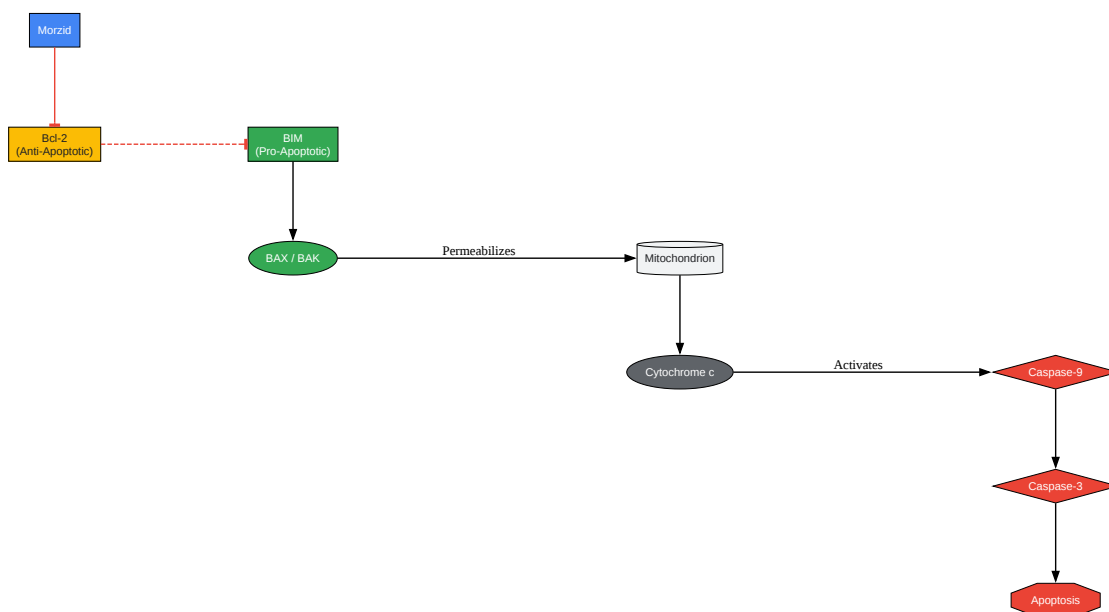 Morzid
Bcl-2
(Anti-Apoptotic)
BIM
(Pro-Apoptotic)
BAX / BAK
Permeabilizes
Mitochondrion
Cytochrome c
Activates
Caspase-9
Caspase-3
Apoptosis